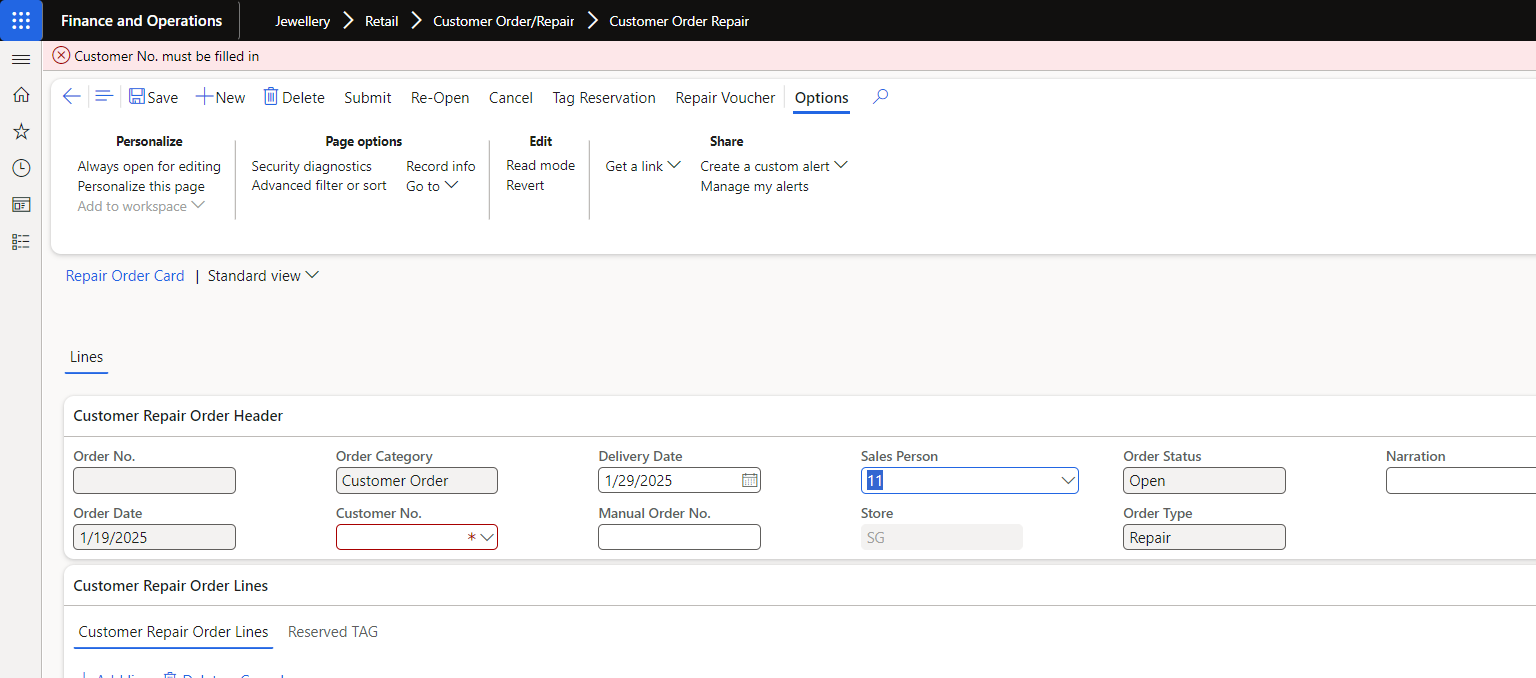 Finance and Operations
Jewellery Retail Customer Order/Repair Customer Order Repair
Customer No. must be filled in
Save New Delete Submit Re-Open Cancel Tag Reservation Repair Voucher Options
Personalize
Always open for editing
Personalize this page
Add to workspace
Page options
Security diagnostics
Advanced filter or sort
Record info
Go to
Edit
Read mode
Revert
Share
Get a link
Create a custom alert
Manage my alerts
Repair Order Card | Standard view
Lines
Customer Repair Order Header
Order No. Order Category Delivery Date Sales Person Order Status Narration
Customer Order 1/29/2025 11 Open
Order Date Customer No. Manual Order No. Store Order Type
1/19/2025 * SG Repair
Customer Repair Order Lines
Customer Repair Order Lines Reserved TAG